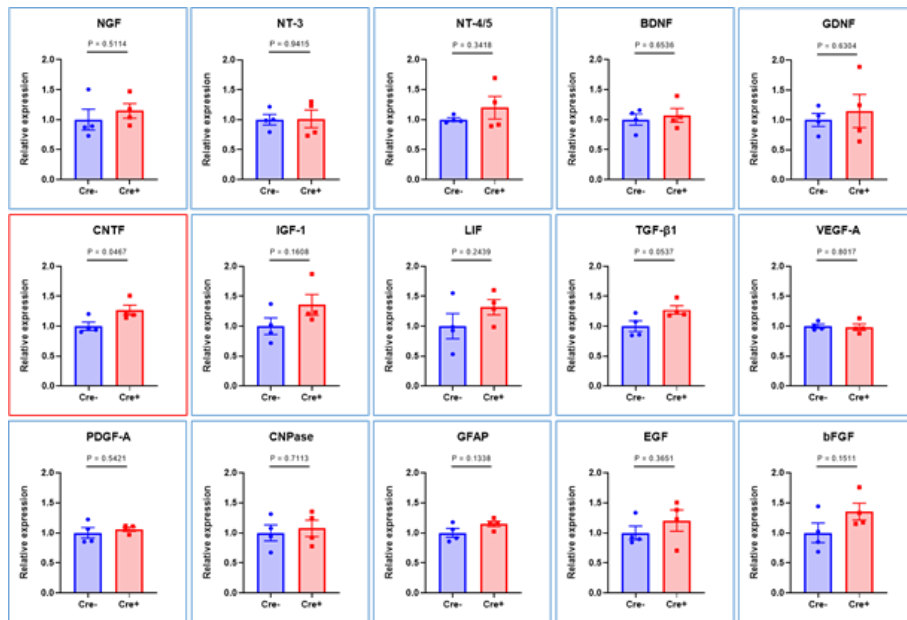 NGF
P = 0.5114
Relative expression
2.0
1.5
1.0
0.5
0.0
Cre-
Cre+
NT-3
P = 0.9415
Relative expression
2.0
1.5
1.0
0.5
0.0
Cre-
Cre+
NT-4/5
P = 0.3418
Relative expression
2.0
1.5
1.0
0.5
0.0
Cre-
Cre+
BDNF
P = 0.6536
Relative expression
2.0
1.5
1.0
0.5
0.0
Cre-
Cre+
GDNF
P = 0.6304
Relative expression
2.0
1.5
1.0
0.5
0.0
Cre-
Cre+
CNTF
P = 0.0467
Relative expression
2.0
1.5
1.0
0.5
0.0
Cre-
Cre+
IGF-1
P = 0.1608
Relative expression
2.0
1.5
1.0
0.5
0.0
Cre-
Cre+
LIF
P = 0.2439
Relative expression
2.0
1.5
1.0
0.5
0.0
Cre-
Cre+
TGF-β1
P = 0.0537
Relative expression
2.0
1.5
1.0
0.5
0.0
Cre-
Cre+
VEGF-A
P = 0.8017
Relative expression
2.0
1.5
1.0
0.5
0.0
Cre-
Cre+
PDGF-A
P = 0.5421
Relative expression
2.0
1.5
1.0
0.5
0.0
Cre-
Cre+
CNPase
P = 0.7113
Relative expression
2.0
1.5
1.0
0.5
0.0
Cre-
Cre+
GFAP
P = 0.1338
Relative expression
2.0
1.5
1.0
0.5
0.0
Cre-
Cre+
EGF
P = 0.3651
Relative expression
2.0
1.5
1.0
0.5
0.0
Cre-
Cre+
bFGF
P = 0.1511
Relative expression
2.0
1.5
1.0
0.5
0.0
Cre-
Cre+